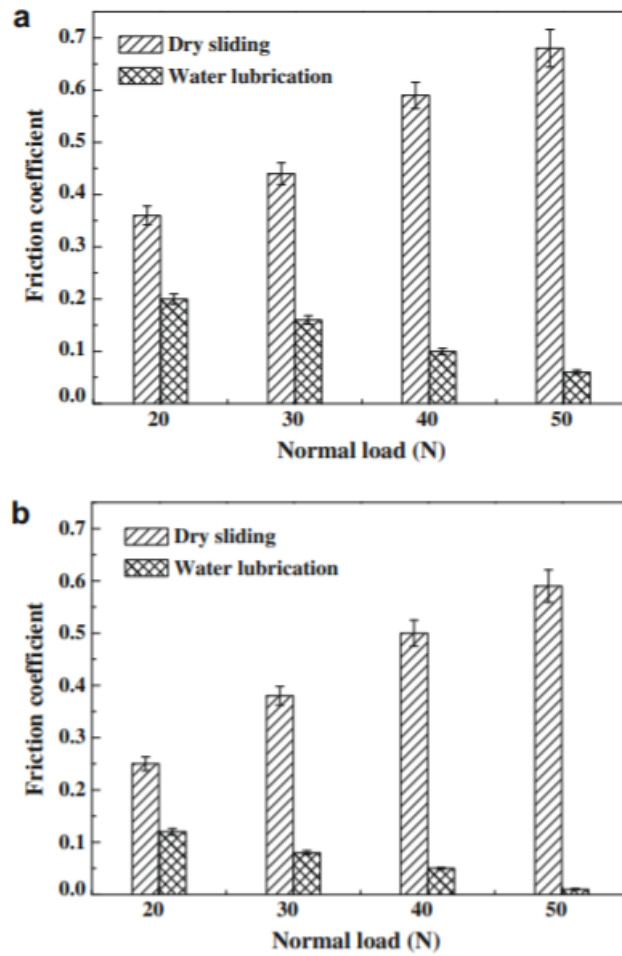 a
0.7
Dry sliding
Water lubrication
0.6
0.5
0.4
0.3
0.2
0.1
0.0
Friction coefficient
20 30 40 50
Normal load (N)
b
0.7
Dry sliding
Water lubrication
0.6
0.5
0.4
0.3
0.2
0.1
0.0
Friction coefficient
20 30 40 50
Normal load (N)